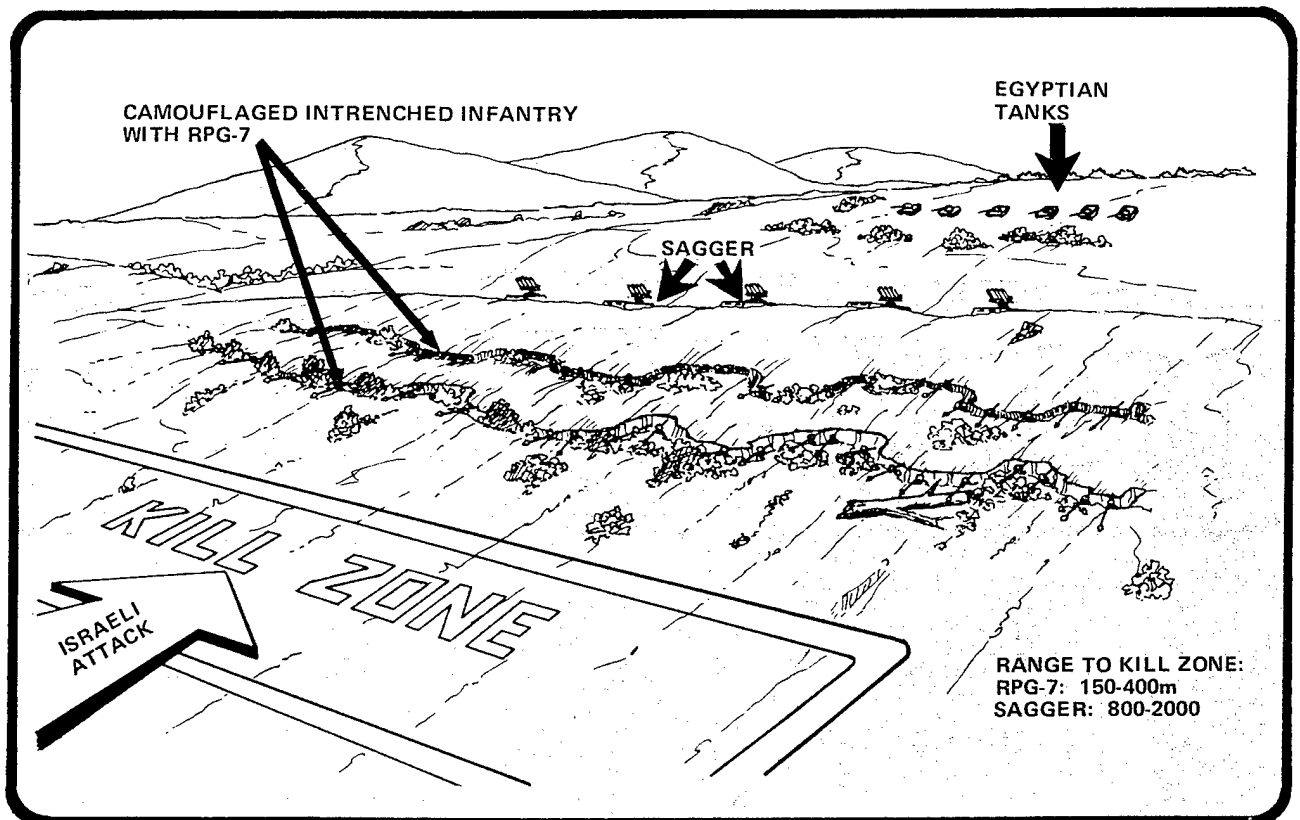 CAMOUFLAGED INTRENCHED INFANTRY
WITH RPG-7
EGYPTIAN
TANKS
SAGGER
KILL ZONE
ISRAELI
ATTACK
RANGE TO KILL ZONE:
RPG-7: 150-400m
SAGGER: 800-2000